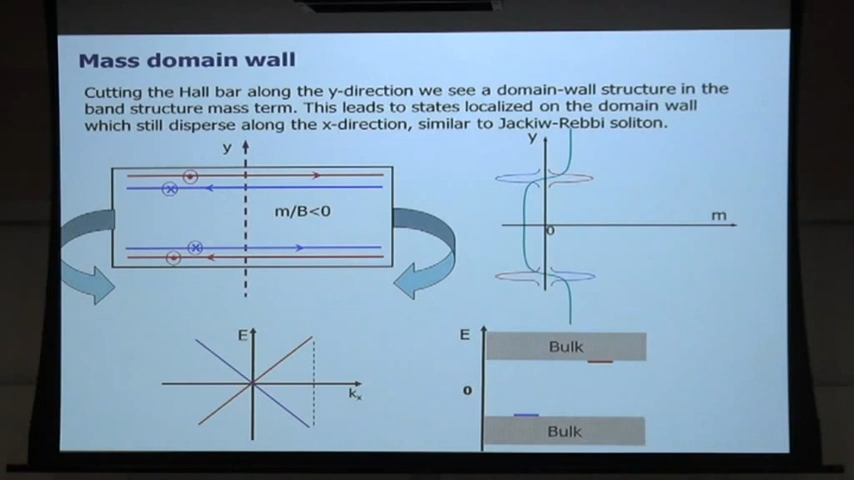 Mass domain wall
Cutting the Hall bar along the y-direction we see a domain-wall structure in the
band structure mass term. This leads to states localized on the domain wall
which still disperse along the x-direction, similar to Jackiw-Rebbi soliton.
y
y
m/B<0
m
0
E
kx
E
Bulk
0
Bulk